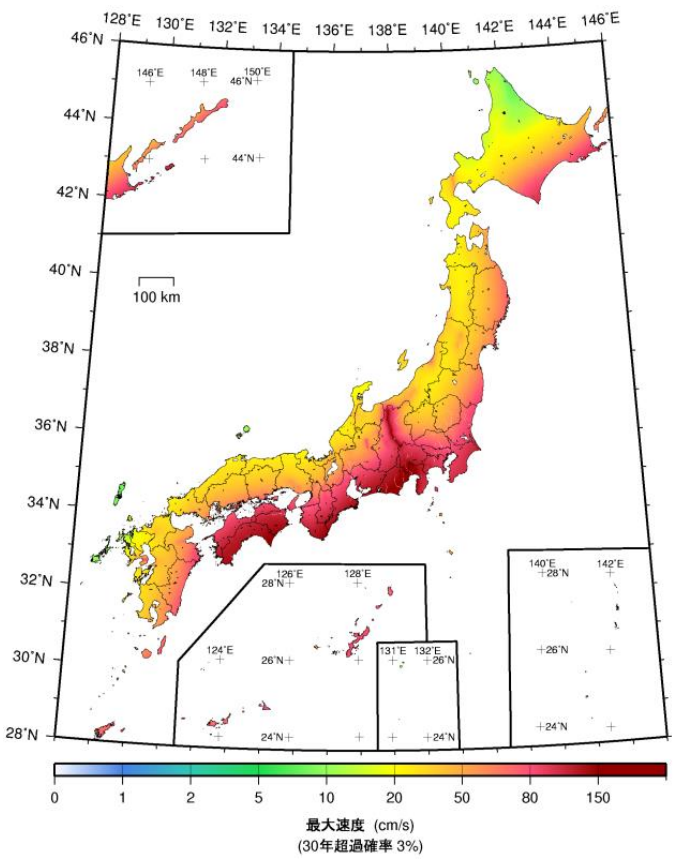 128°E 130°E 132°E 134°E 136°E 138°E 140°E 142°E 144°E 146°E
46°N
146°E 148°E 150°E
46°N
44°N
44°N
42°N
40°N
100 km
38°N
36°N
34°N
32°N
126°E 128°E
28°N
140°E 142°E
28°N
30°N
124°E
26°N
131°E 132°E
26°N
26°N
28°N
24°N
24°N
24°N
0 1 2 5 10 20 50 80 150
最大速度 (cm/s)
(30年超過確率 3%)